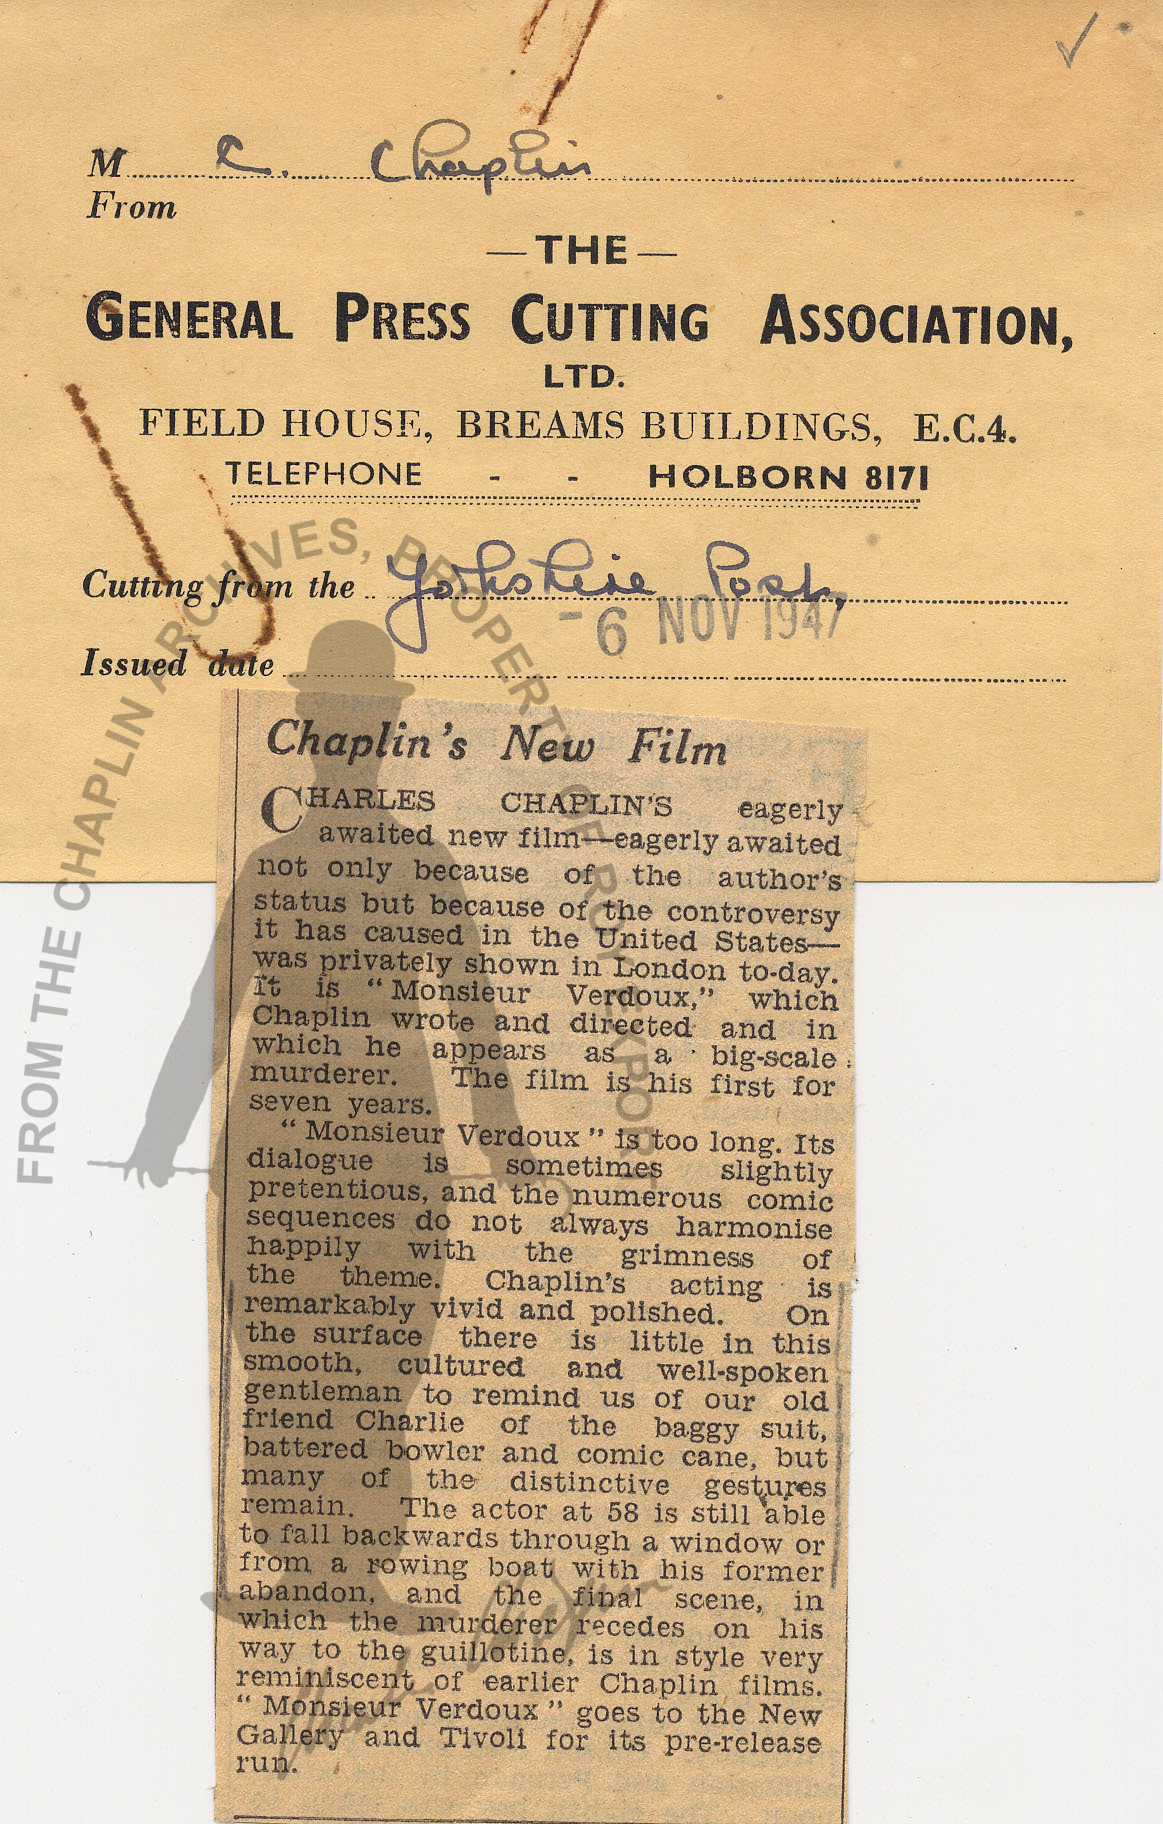 M C. Chaplin
From
— THE —
GENERAL PRESS CUTTING ASSOCIATION,
LTD.
FIELD HOUSE, BREAMS BUILDINGS, E.C.4.
TELEPHONE - - HOLBORN 8171
Cutting from the Yorkshire Post,
-6 NOV 1947
Issued date
FROM THE CHAPLIN ARCHIVES, PROPERTY OF ROY EXPORT
Chaplin's New Film
CHARLES CHAPLIN'S eagerly
awaited new film—eagerly awaited
not only because of the author's
status but because of the controversy
it has caused in the United States—
was privately shown in London to-day.
It is "Monsieur Verdoux," which
Chaplin wrote and directed and in
which he appears as a big-scale
murderer. The film is his first for
seven years.
"Monsieur Verdoux" is too long. Its
dialogue is sometimes slightly
pretentious, and the numerous comic
sequences do not always harmonise
happily with the grimness of
the theme. Chaplin's acting is
remarkably vivid and polished. On
the surface there is little in this
smooth, cultured and well-spoken
gentleman to remind us of our old
friend Charlie of the baggy suit,
battered bowler and comic cane, but
many of the distinctive gestures
remain. The actor at 58 is still able
to fall backwards through a window or
from a rowing boat with his former
abandon, and the final scene, in
which the murderer recedes on his
way to the guillotine, is in style very
reminiscent of earlier Chaplin films.
"Monsieur Verdoux" goes to the New
Gallery and Tivoli for its pre-release
run.